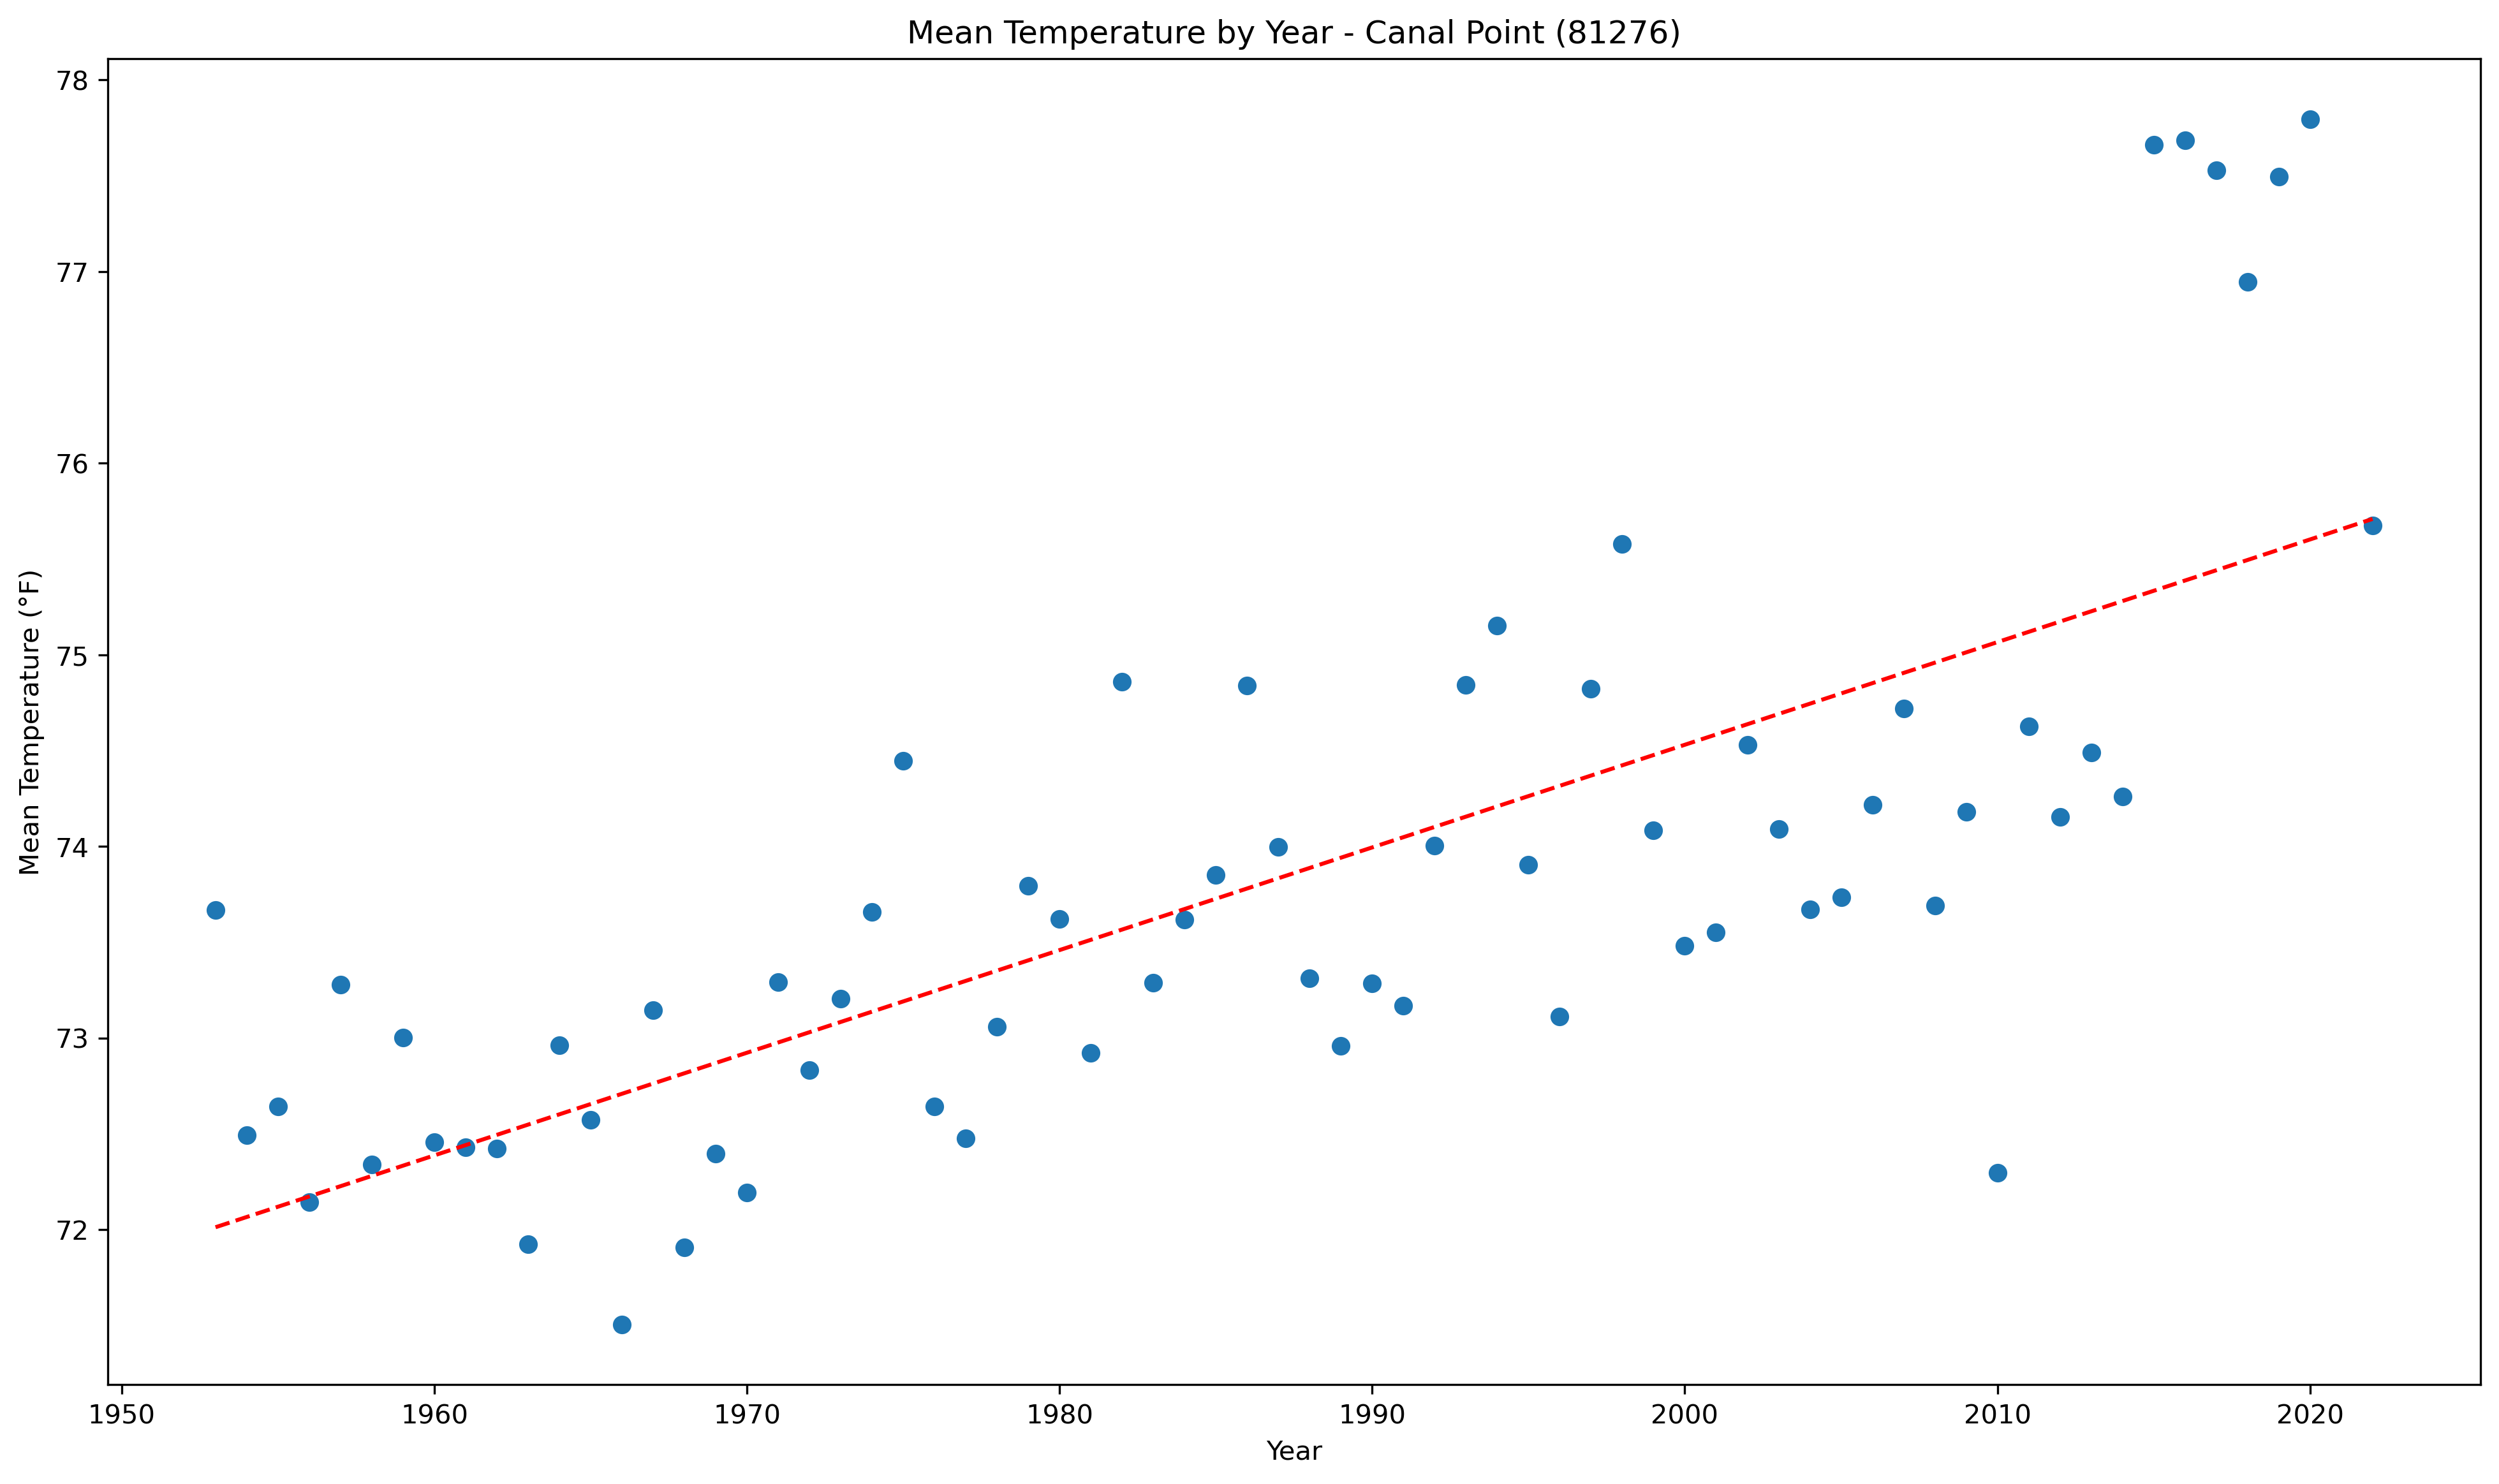 Mean Temperature by Year - Canal Point (81276)
78
77
76
75
74
73
72
Mean Temperature (°F)
1950 1960 1970 1980 1990 2000 2010 2020
Year